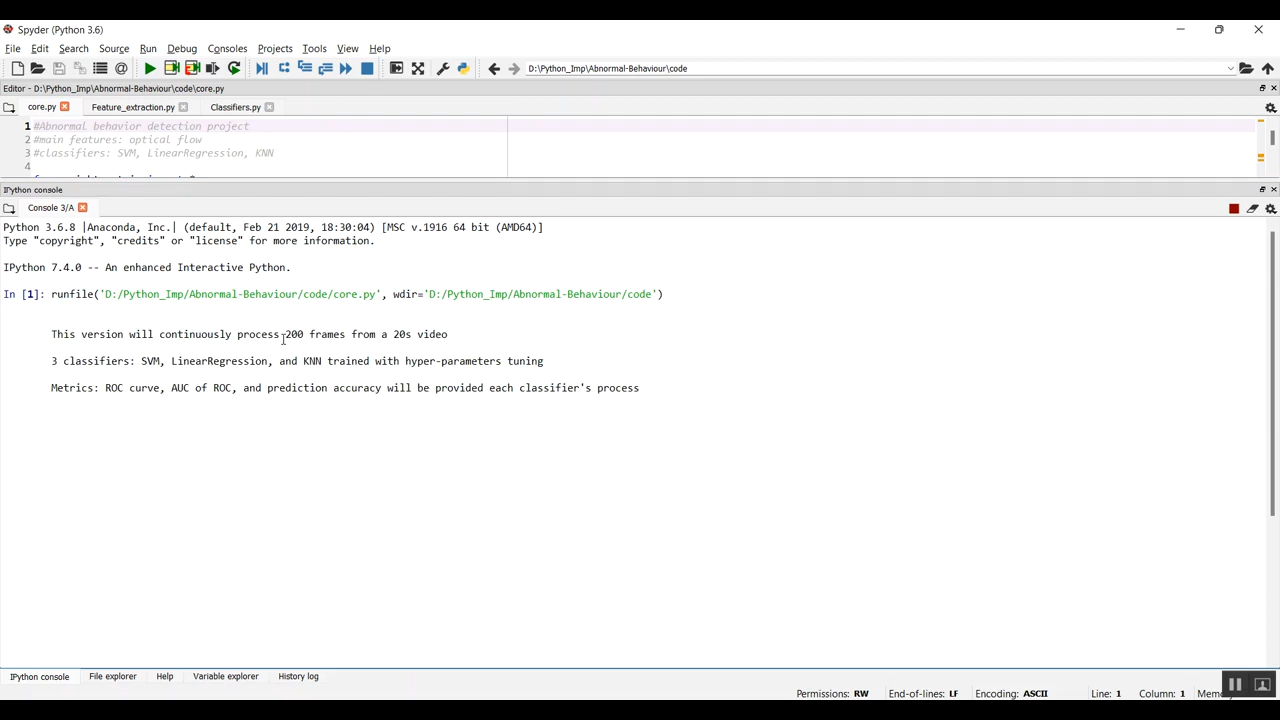 Spyder (Python 3.6)
File Edit Search Source Run Debug Consoles Projects Tools View Help
D:\Python_Imp\Abnormal-Behaviour\code
Editor - D:\Python_Imp\Abnormal-Behaviour\code\core.py
core.py Feature_extraction.py Classifiers.py
1 #Abnormal behavior detection project
2 #main features: optical flow
3 #classifiers: SVM, LinearRegression, KNN
4
IPython console
Console 3/A
Python 3.6.8 |Anaconda, Inc.| (default, Feb 21 2019, 18:30:04) [MSC v.1916 64 bit (AMD64)]
Type "copyright", "credits" or "license" for more information.
IPython 7.4.0 -- An enhanced Interactive Python.
In [1]: runfile('D:/Python_Imp/Abnormal-Behaviour/code/core.py', wdir='D:/Python_Imp/Abnormal-Behaviour/code')
This version will continuously process 200 frames from a 20s video
3 classifiers: SVM, LinearRegression, and KNN trained with hyper-parameters tuning
Metrics: ROC curve, AUC of ROC, and prediction accuracy will be provided each classifier's process
IPython console File explorer Help Variable explorer History log
Permissions: RW End-of-lines: LF Encoding: ASCII Line: 1 Column: 1